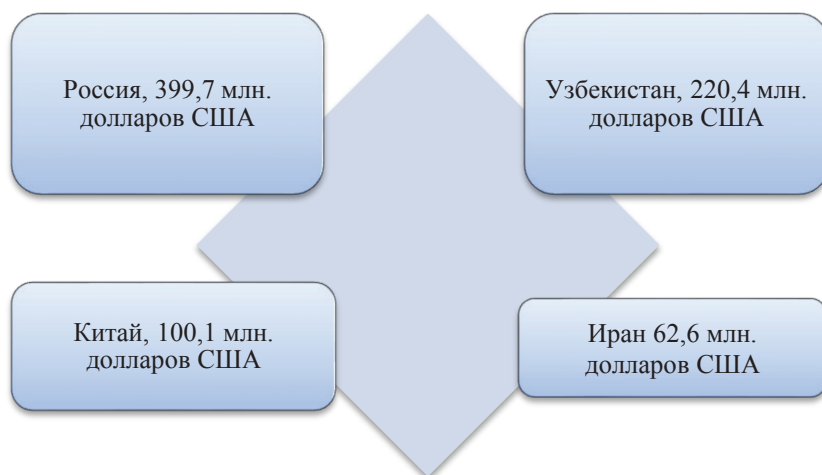 Россия, 399,7 млн.
долларов США
Узбекистан, 220,4 млн.
долларов США
Китай, 100,1 млн.
долларов США
Иран 62,6 млн.
долларов США